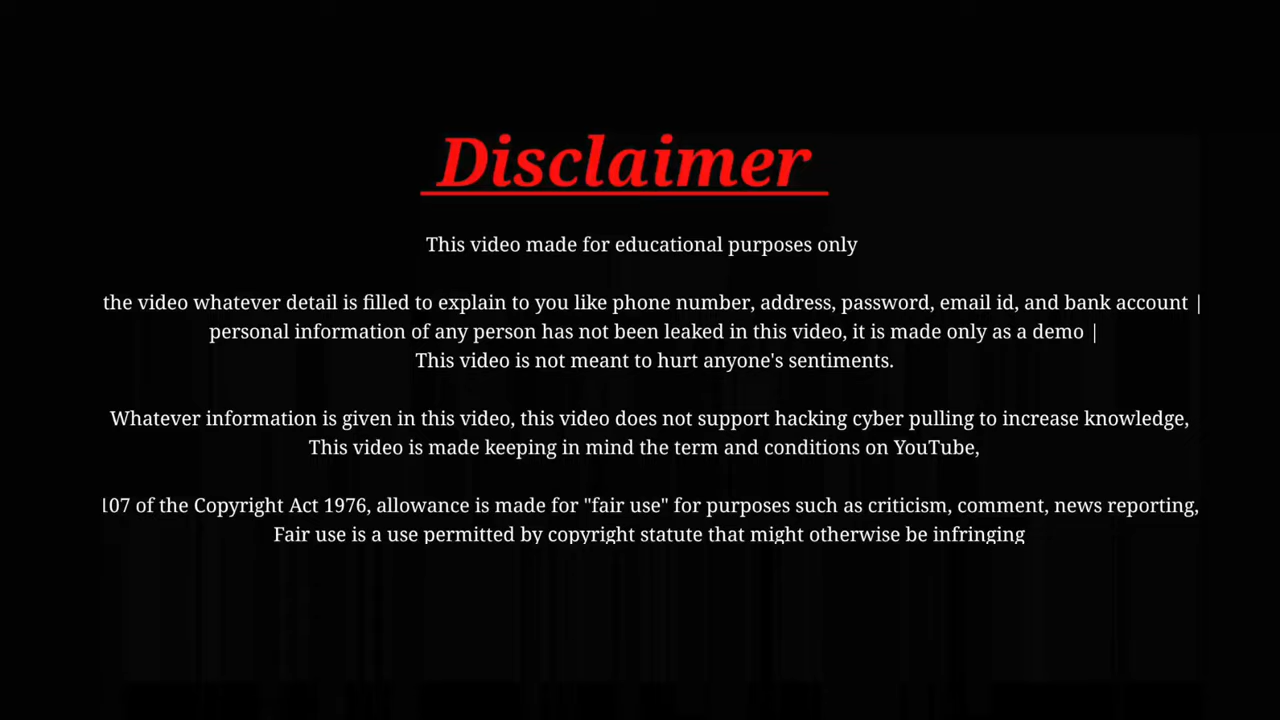 Disclaimer
This video made for educational purposes only
the video whatever detail is filled to explain to you like phone number, address, password, email id, and bank account |
personal information of any person has not been leaked in this video, it is made only as a demo |
This video is not meant to hurt anyone's sentiments.
Whatever information is given in this video, this video does not support hacking cyber pulling to increase knowledge,
This video is made keeping in mind the term and conditions on YouTube,
107 of the Copyright Act 1976, allowance is made for "fair use" for purposes such as criticism, comment, news reporting,
Fair use is a use permitted by copyright statute that might otherwise be infringing